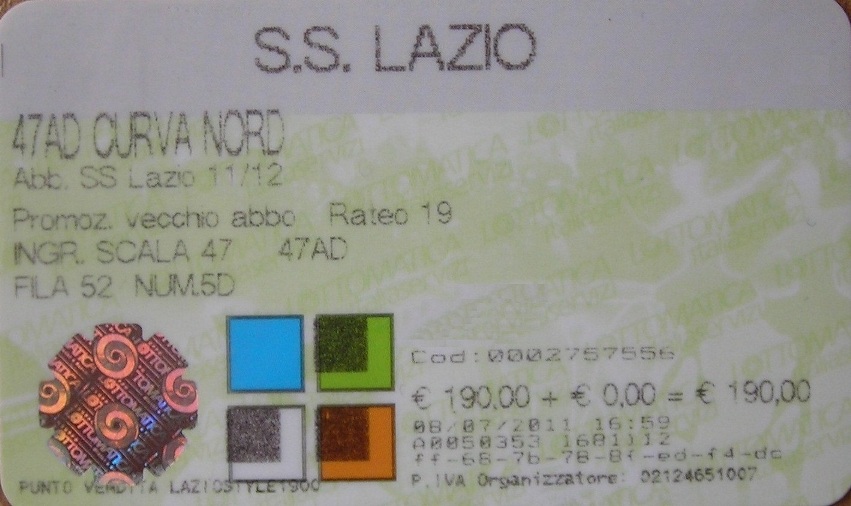 S.S. LAZIO
47AD CURVA NORD
Abb. SS Lazio 11/12
Promoz. vecchio abbo Rateo 19
INGR. SCALA 47 47AD
FILA 52 NUM.5D
Cod:0002757556
€ 190,00 + € 0,00 = € 190,00
08/07/2011 16:59
A0050353 1681112
ff-68-7b-78-8f-ed-f4-dc
P.IVA Organizzatore: 02124651007
PUNTO VENDITA LAZIOSTYLE1900
LOTTOMATICA